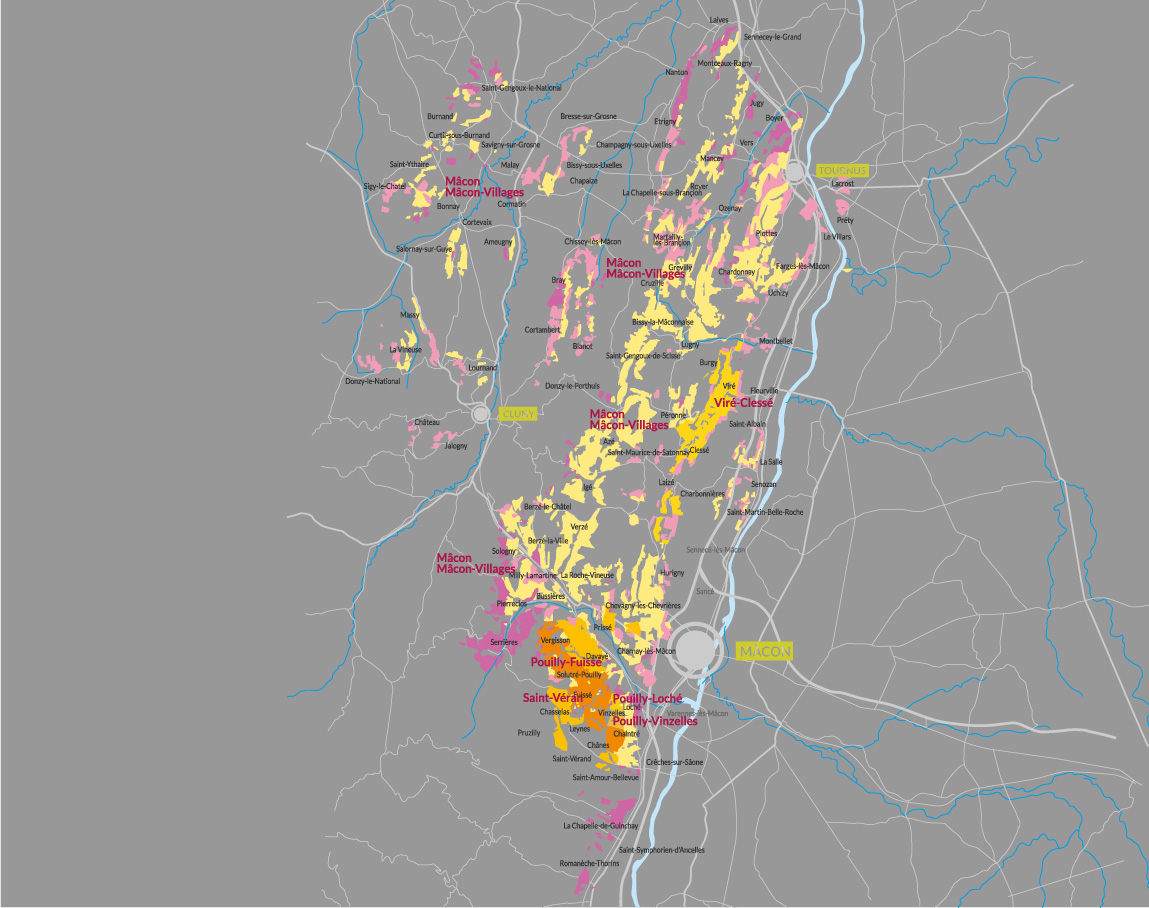 Lalves
Sennecey-le-Grand
Montceaux-Ragny
Nanton
Saint-Gengoux-le-National
Jugy
Burnand
Bresse-sur-Grosne
Etrigny
Boyer
Curtil-sous-Burnand
Savigny-sur-Grosne
Champagny-sous-Uxelles
Vers
Mancey
Saint-Ythaire
Malay
Bissy-sous-Uxelles
TOURNUS
Sigy-le-Chatel
Mâcon
Mâcon-Villages
Chapaize
Royer
La Chapelle-sous-Brançion
Lacrost
Bonnay
Cormatin
Ozenay
Préty
Cortevaix
Plottes
Le Villars
Salornay-sur-Guye
Ameugny
Chissey-lès-Mâcon
Martailly-
lès-Brançion
Mâcon
Mâcon-Villages
Grevilly
Chardonnay
Farges-lès-Mâcon
Bray
Cruzille
Uchizy
Massy
Bissy-la-Mâconnaise
Cortambert
Blanot
Lugny
Montbellet
La Vineuse
Saint-Gengoux-de-Scissé
Burgy
Lournand
Donzy-le-National
Donzy-le-Porthuis
Viré
Fleurville
Viré-Clessé
CLUNY
Mâcon
Mâcon-Villages
Péronne
Château
Saint-Albain
Jalogny
Azé
Saint-Maurice-de-Satonnay
Clessé
La Salle
Igé
Laizé
Senozan
Charbonnières
Berzé-le-Châtel
Saint-Martin-Belle-Roche
Verzé
Berzé-la-Ville
Sologny
Sennecé-lès-Mâcon
Mâcon
Mâcon-Villages
Milly-Lamartine
La Roche-Vineuse
Hurigny
Sancé
Bussières
Pierreclos
Chevagny-les-Chevrières
Prissé
Serrières
Vergisson
Davayé
Charnay-lès-Mâcon
MÂCON
Pouilly-Fuissé
Solutré-Pouilly
Saint-Véran
Fuissé
Pouilly-Loché
Loché
Chasselas
Vinzelles
Varennes-lès-Mâcon
Pouilly-Vinzelles
Pruzilly
Leynes
Chaintré
Chânes
Saint-Vérand
Crêches-sur-Sâone
Saint-Amour-Bellevue
La Chapelle-de-Guinchay
Saint-Symphorien-d'Ancelles
Romanèche-Thorins